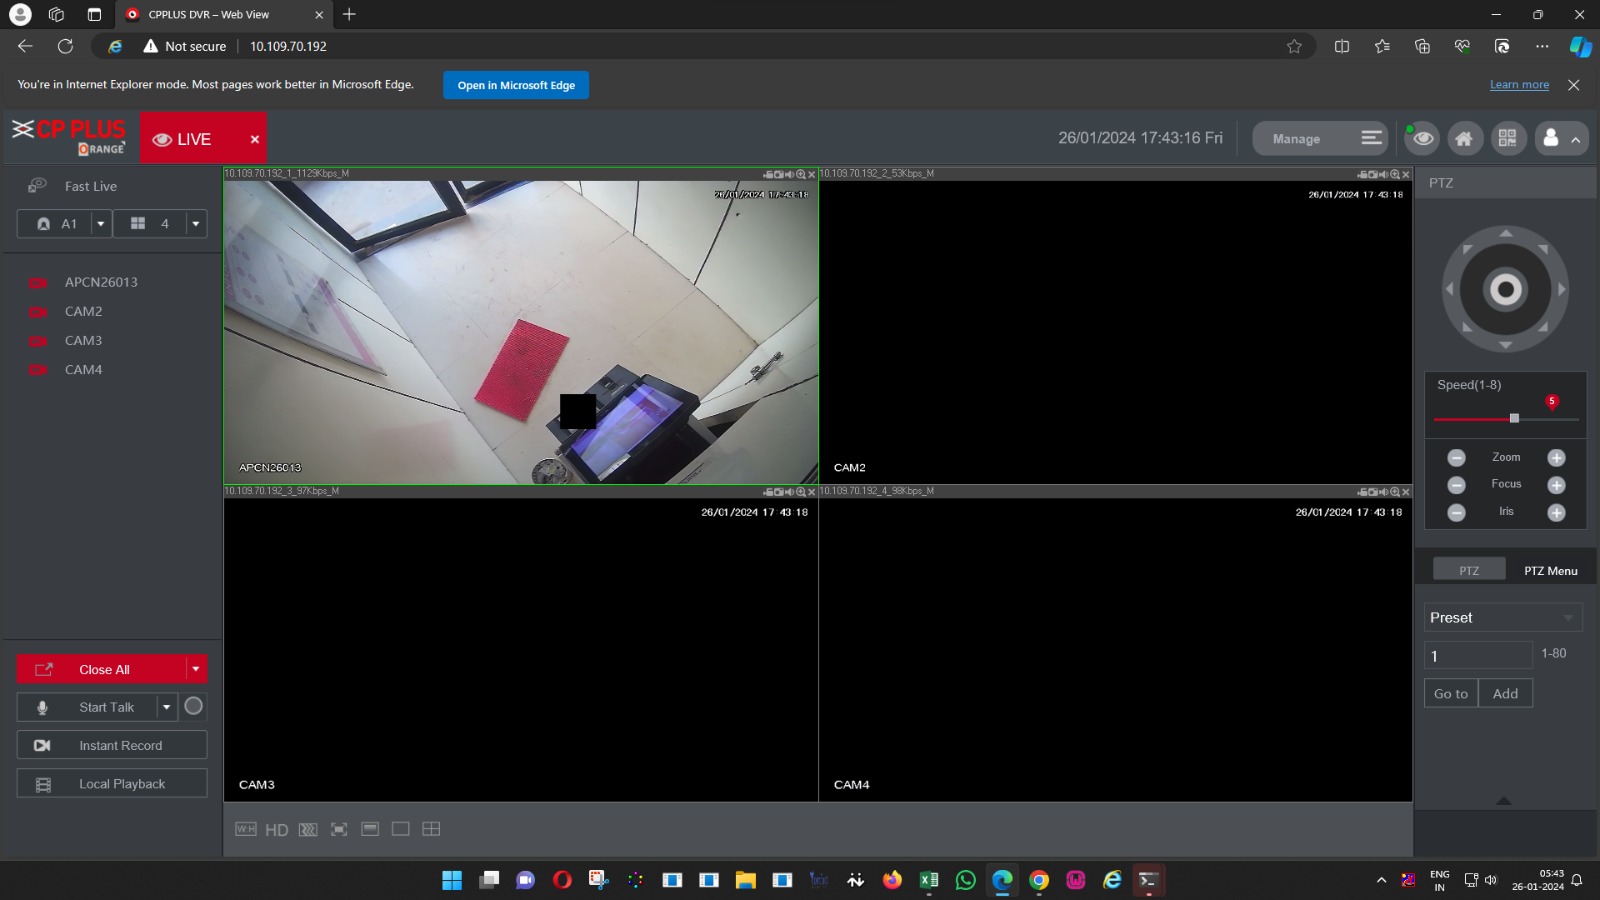 CPPLUS DVR – Web View
Not secure
10.109.70.192
You're in Internet Explorer mode. Most pages work better in Microsoft Edge.
Open in Microsoft Edge
Learn more
CP PLUS
ORANGE
LIVE
26/01/2024 17:43:16 Fri
Manage
Fast Live
A1
4
APCN26013
CAM2
CAM3
CAM4
10.109.70.192_1_1129Kbps_M
26/01/2024 17:43:18
APCN26013
10.109.70.192_2_53Kbps_M
26/01/2024 17:43:18
CAM2
10.109.70.192_3_97Kbps_M
26/01/2024 17:43:18
CAM3
10.109.70.192_4_98Kbps_M
26/01/2024 17:43:18
CAM4
PTZ
Speed(1-8)
5
Zoom
Focus
Iris
PTZ
PTZ Menu
Preset
1
1-80
Go to
Add
Close All
Start Talk
Instant Record
Local Playback
W:H
HD
ENG
IN
05:43
26-01-2024